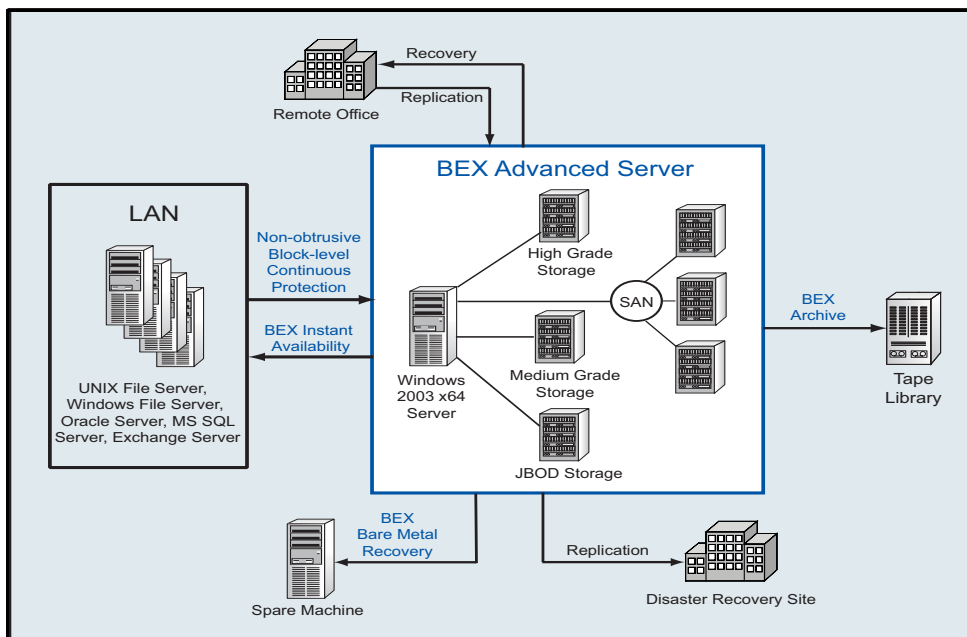 Recovery
Replication
Remote Office
BEX Advanced Server
LAN
Non-obtrusive
Block-level
Continuous
Protection
BEX Instant
Availability
UNIX File Server,
Windows File Server,
Oracle Server, MS SQL
Server, Exchange Server
High Grade
Storage
SAN
Windows
2003 x64
Server
Medium Grade
Storage
JBOD Storage
BEX
Archive
Tape
Library
BEX
Bare Metal
Recovery
Spare Machine
Replication
Disaster Recovery Site